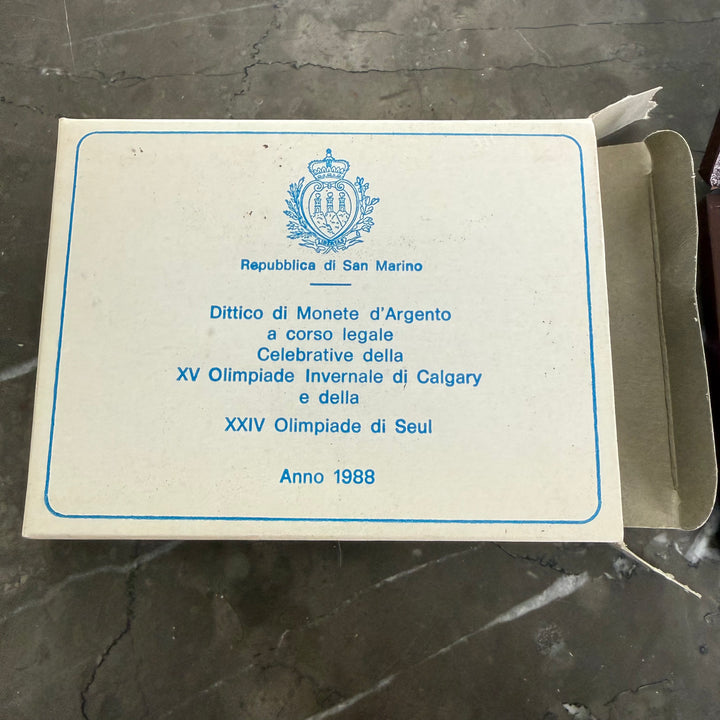 Repubblica di San Marino
Dittico di Monete d'Argento
a corso legale
Celebrative della
XV Olimpiade Invernale di Calgary
e della
XXIV Olimpiade di Seul
Anno 1988